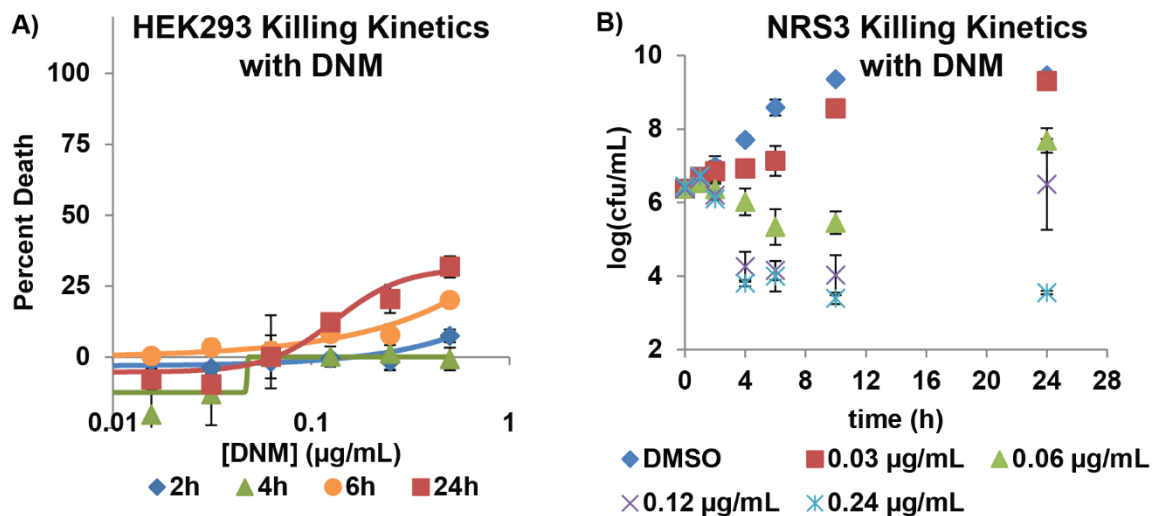 A)
HEK293 Killing Kinetics
with DNM
Percent Death
100
75
50
25
0
0.01
0.1
1
[DNM] (µg/mL)
2h
4h
6h
24h
B)
NRS3 Killing Kinetics
with DNM
log(cfu/mL)
10
8
6
4
2
0
4
8
12
16
20
24
28
time (h)
DMSO
0.03 µg/mL
0.06 µg/mL
0.12 µg/mL
0.24 µg/mL